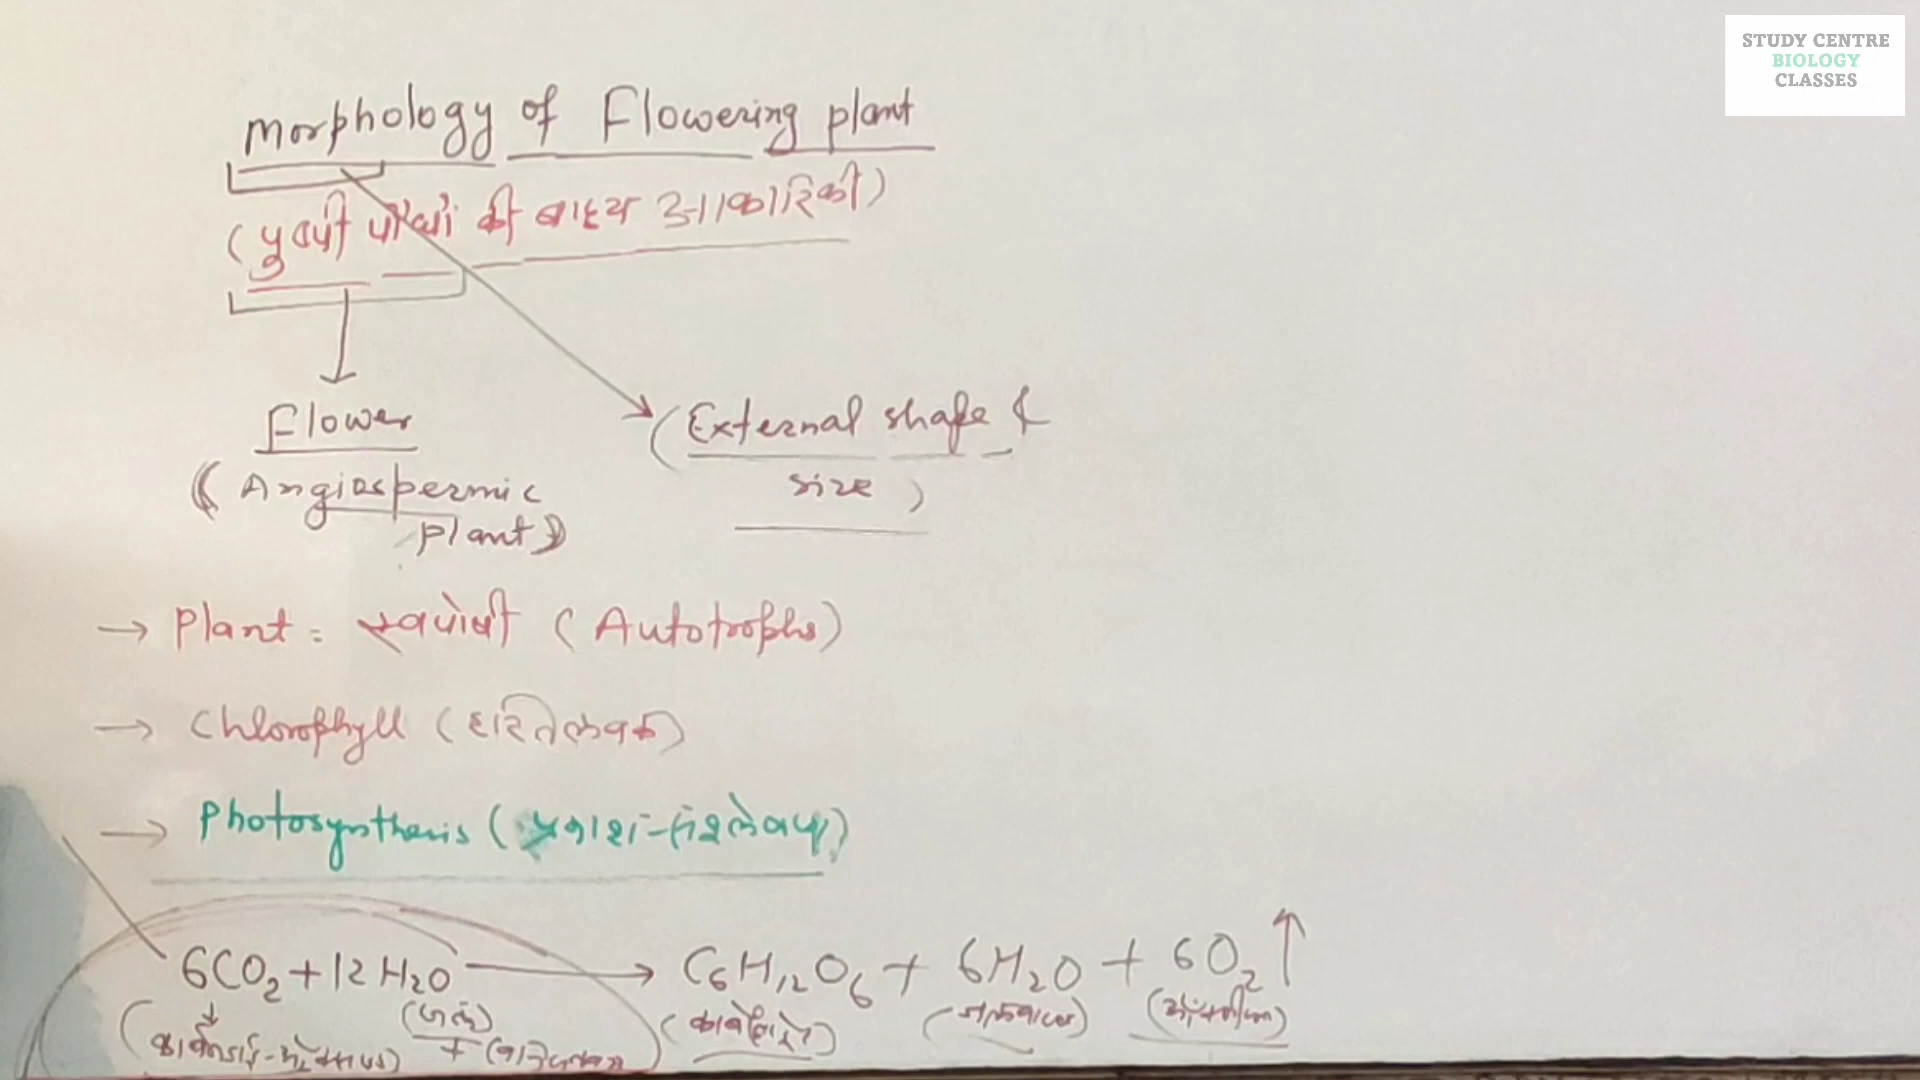 STUDY CENTRE
BIOLOGY
CLASSES
Morphology of Flowering plant
(पुष्पी पौधों की बाह्य आकारिकी)
Flower
(External shape &
size)
(Angiospermic
plant)
→ Plant = स्वपोषी (Autotrophs)
→ Chlorophyll (हरितलवक)
→ Photosynthesis (प्रकाश-संश्लेषण)
6CO₂ + 12H₂O → C₆H₁₂O₆ + 6H₂O + 6O₂ ↑
(जल) (जलवाष्प) (ऑक्सीजन)